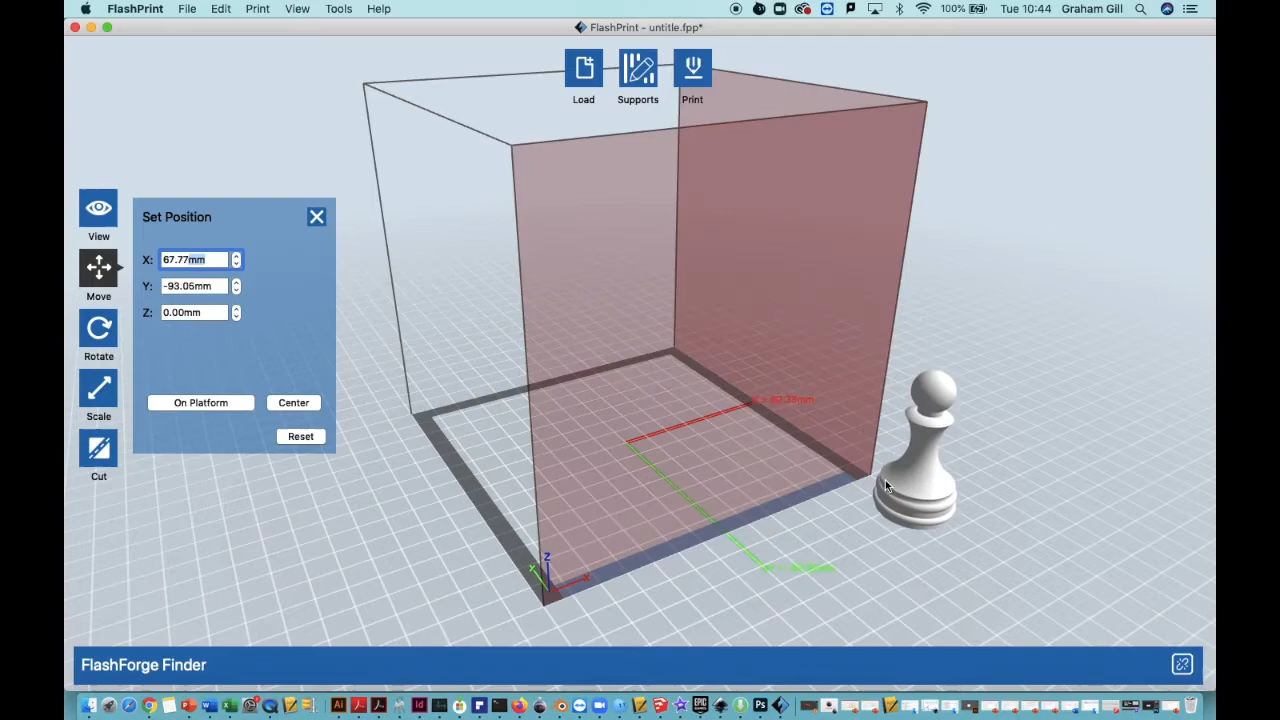 FlashPrint File Edit Print View Tools Help 100% Tue 10:44 Graham Gill
FlashPrint - untitle.fpp*
Load Supports Print
View
Move
Rotate
Scale
Cut
Set Position
X: 67.77mm
Y: -93.05mm
Z: 0.00mm
On Platform Center
Reset
Z
X
FlashForge Finder